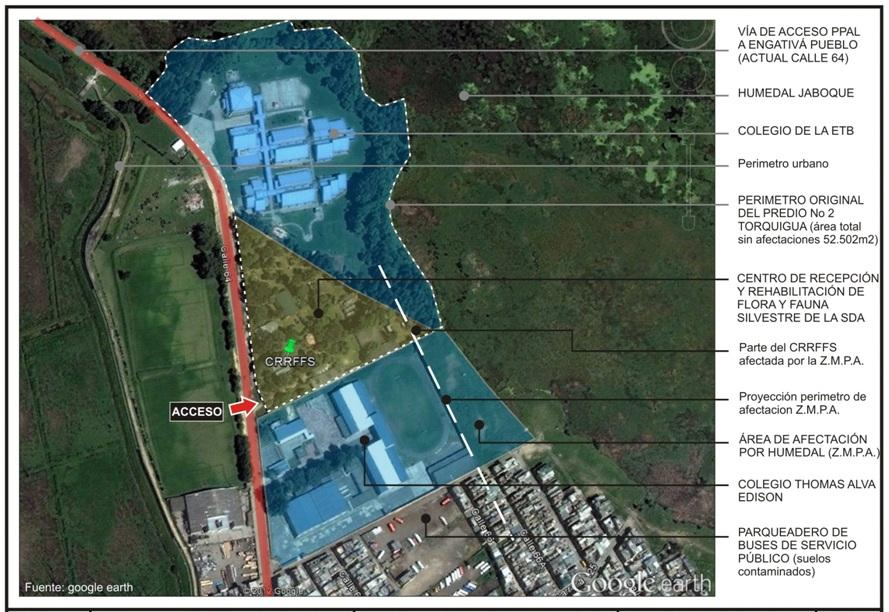 VÍA DE ACCESO PPAL
A ENGATIVÁ PUEBLO
(ACTUAL CALLE 64)
HUMEDAL JABOQUE
COLEGIO DE LA ETB
Perimetro urbano
PERIMETRO ORIGINAL
DEL PREDIO No 2
TORQUIGUA (área total
sin afectaciones 52.502m2)
CENTRO DE RECEPCIÓN
Y REHABILITACIÓN DE
FLORA Y FAUNA
SILVESTRE DE LA SDA
Parte del CRRFFS
afectada por la Z.M.P.A.
Proyección perimetro de
afectacion Z.M.P.A.
ÁREA DE AFECTACIÓN
POR HUMEDAL (Z.M.P.A.)
COLEGIO THOMAS ALVA
EDISON
PARQUEADERO DE
BUSES DE SERVICIO
PÚBLICO (suelos
contaminados)
Calle 64
CRRFFS
ACCESO
Fuente: google earth
Google earth